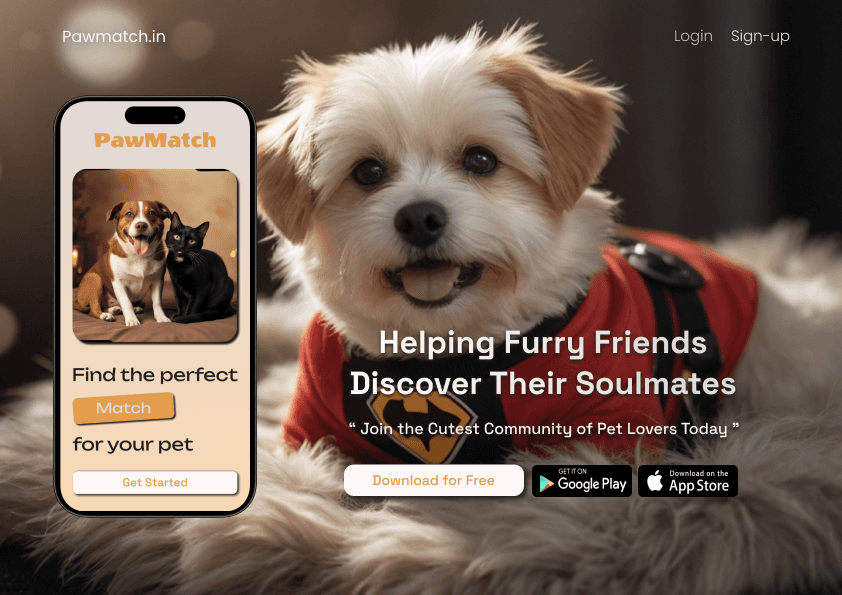 Pawmatch.in
Login Sign-up
PawMatch
Find the perfect
Match
for your pet
Get Started
Helping Furry Friends
Discover Their Soulmates
“ Join the Cutest Community of Pet Lovers Today ”
Download for Free
GET IT ON
Google Play
Download on the
App Store